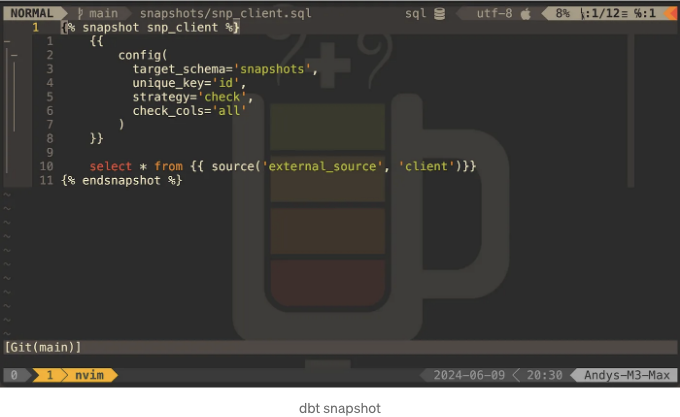 NORMAL main snapshots/snp_client.sql sql utf-8 8% :1/12 :1
1 {% snapshot snp_client %}
1 {{
2 config(
3 target_schema='snapshots',
4 unique_key='id',
5 strategy='check',
6 check_cols='all'
7 )
8 }}
9
10 select * from {{ source('external_source', 'client')}}
11 {% endsnapshot %}
~
~
~
~
~
~
~
~
~
~
~
[Git(main)]
0 1 nvim 2024-06-09 20:30 Andys-M3-Max
dbt snapshot